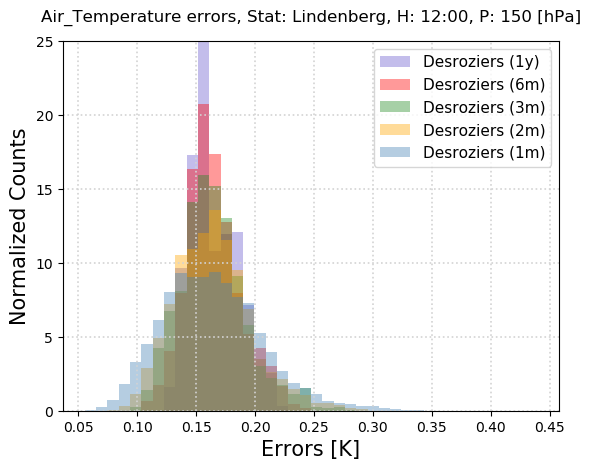 Air_Temperature errors, Stat: Lindenberg, H: 12:00, P: 150 [hPa]
Normalized Counts
25
20
15
10
5
0
Desroziers (1y)
Desroziers (6m)
Desroziers (3m)
Desroziers (2m)
Desroziers (1m)
0.05 0.10 0.15 0.20 0.25 0.30 0.35 0.40 0.45
Errors [K]